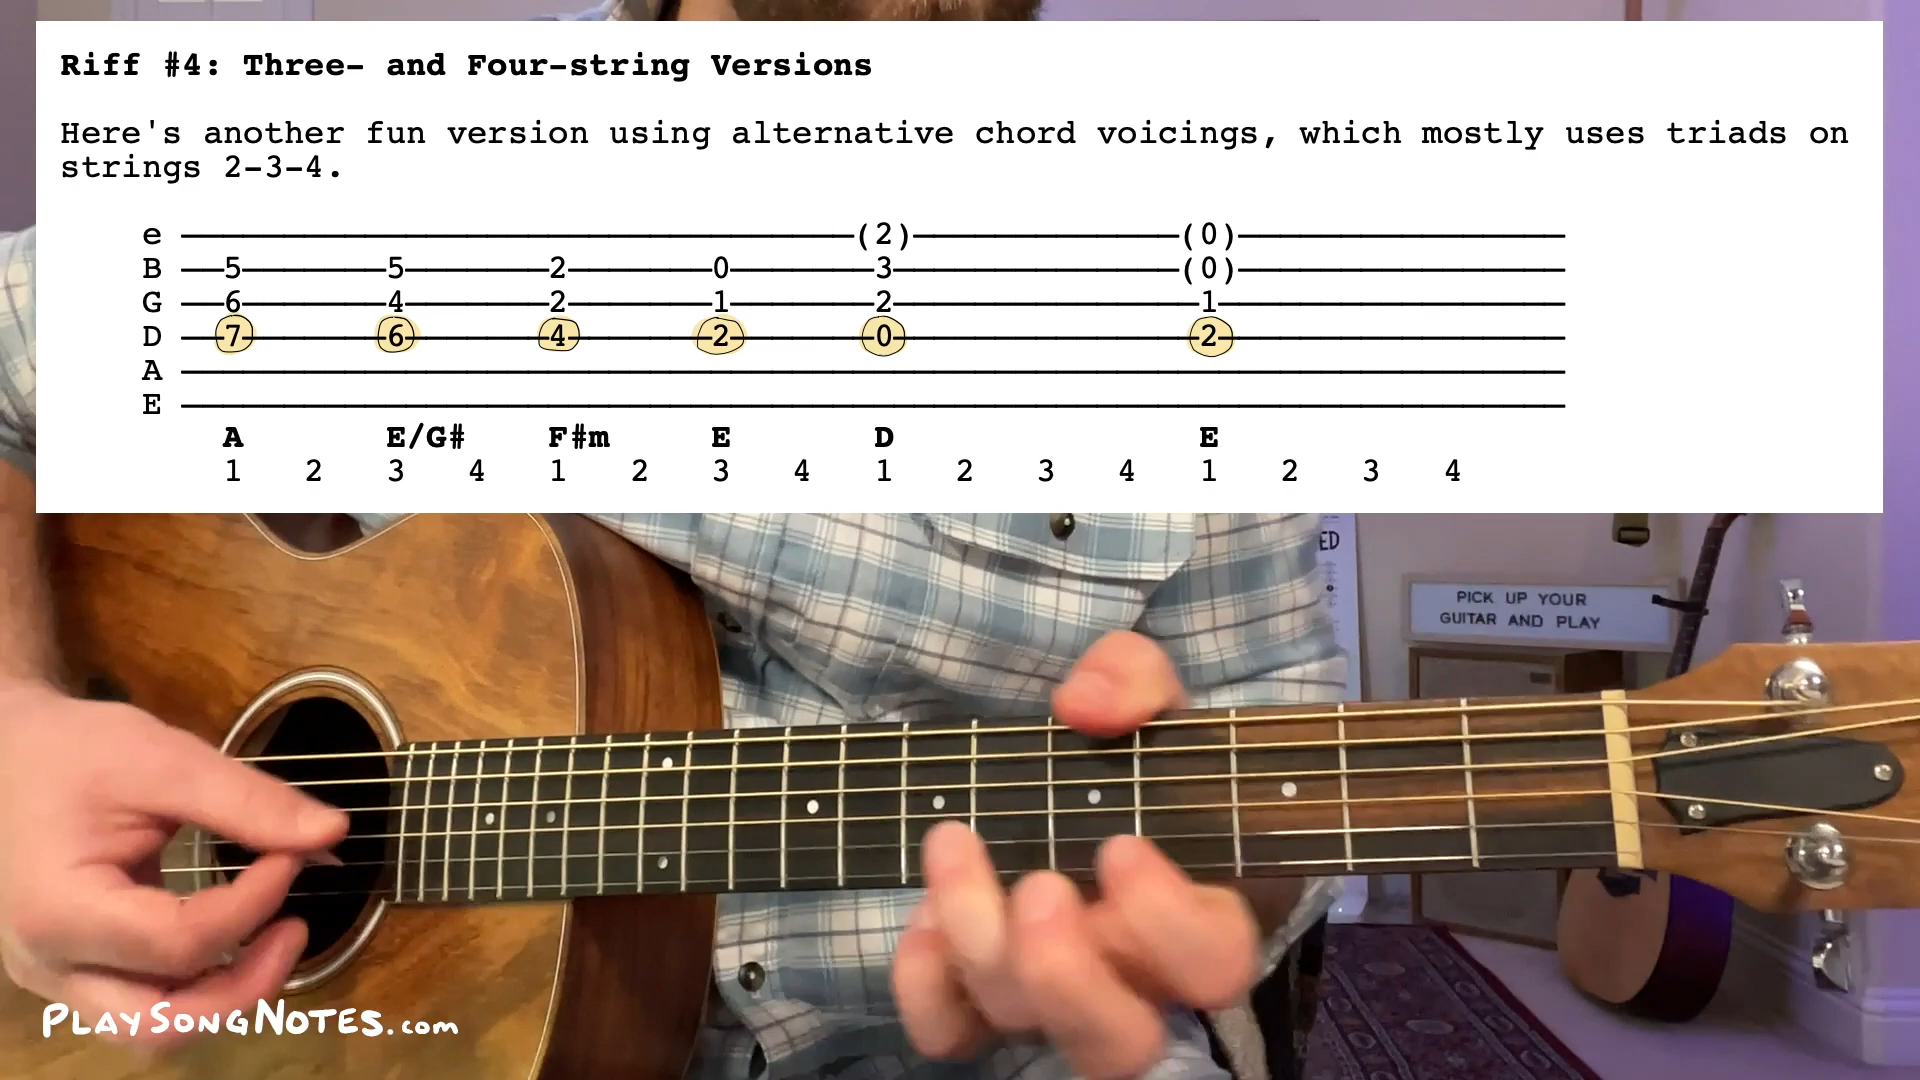 Riff #4: Three- and Four-string Versions
Here's another fun version using alternative chord voicings, which mostly uses triads on
strings 2-3-4.
e (2) (0)
B 5 5 2 0 3 (0)
G 6 4 2 1 2 1
D 7 6 4 2 0 2
A
E
A E/G# F#m E D E
1 2 3 4 1 2 3 4 1 2 3 4 1 2 3 4
ED
PICK UP YOUR
GUITAR AND PLAY
PLAYSONGNOTES.com